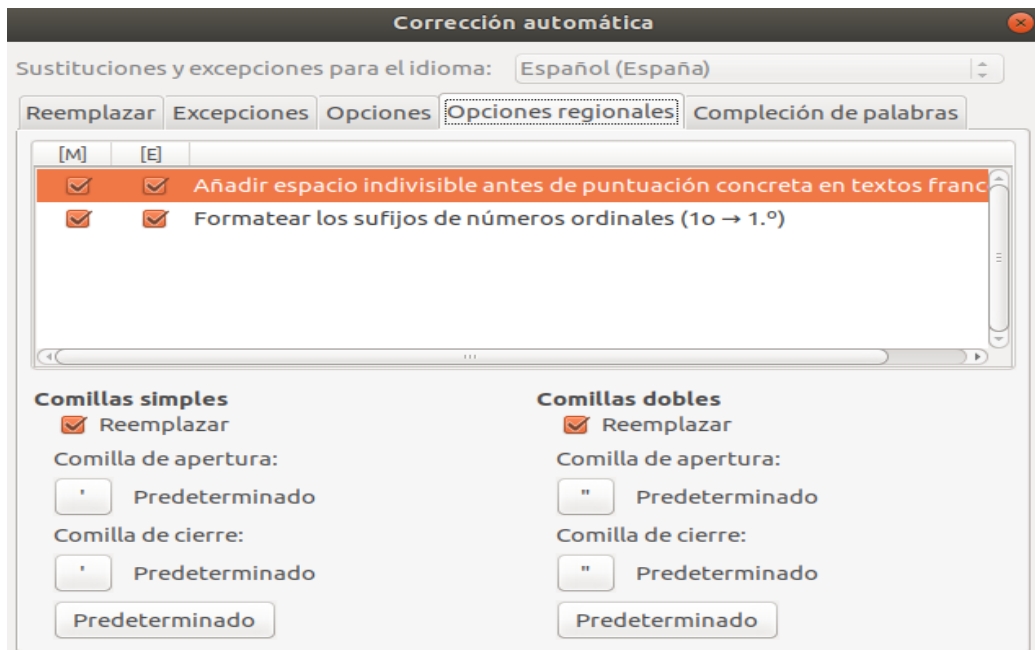 Corrección automática
Sustituciones y excepciones para el idioma: Español (España)
Reemplazar Excepciones Opciones Opciones regionales Compleción de palabras
[M] [E]
Añadir espacio indivisible antes de puntuación concreta en textos franc
Formatear los sufijos de números ordinales (1o → 1.º)
Comillas simples Comillas dobles
Reemplazar Reemplazar
Comilla de apertura: Comilla de apertura:
' Predeterminado " Predeterminado
Comilla de cierre: Comilla de cierre:
' Predeterminado " Predeterminado
Predeterminado Predeterminado